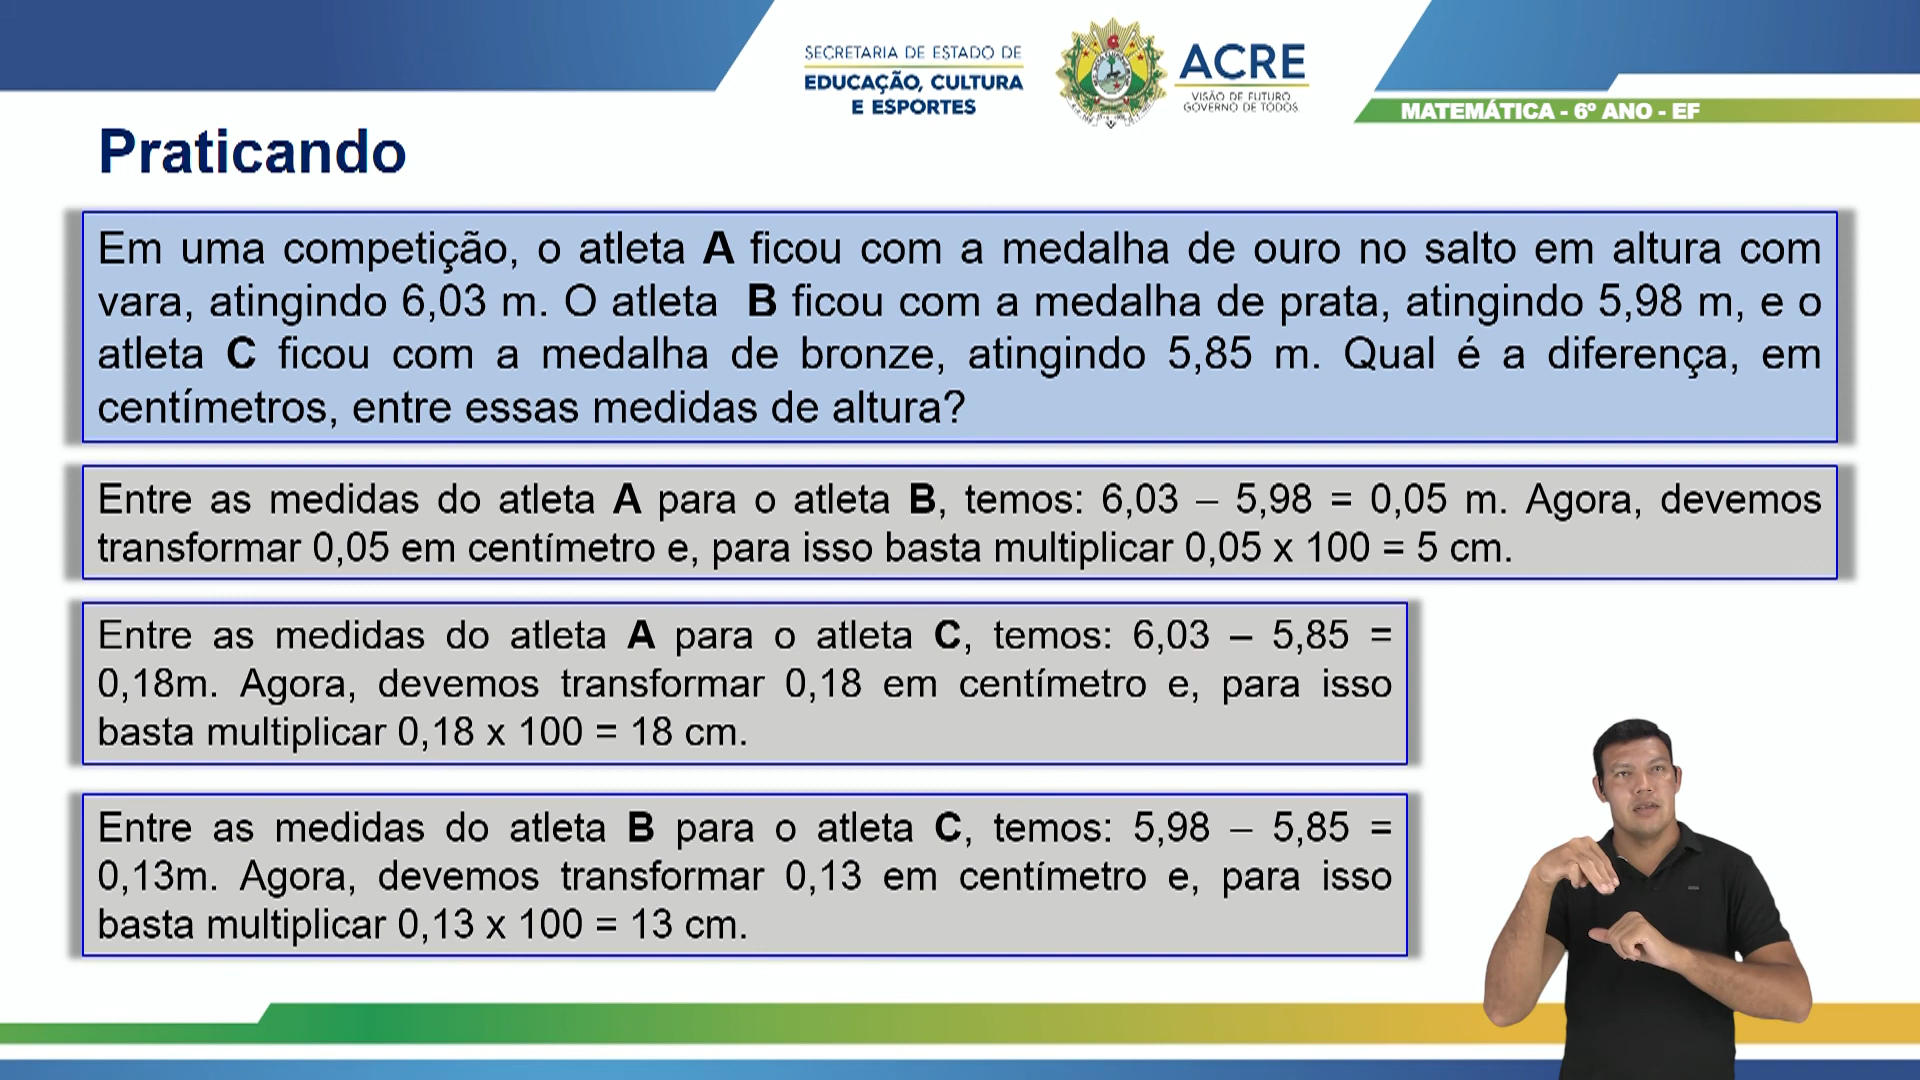 SECRETARIA DE ESTADO DE
EDUCAÇÃO, CULTURA
E ESPORTES
ACRE
VISÃO DE FUTURO
GOVERNO DE TODOS
MATEMÁTICA - 6º ANO - EF
Praticando
Em uma competição, o atleta A ficou com a medalha de ouro no salto em altura com
vara, atingindo 6,03 m. O atleta B ficou com a medalha de prata, atingindo 5,98 m, e o
atleta C ficou com a medalha de bronze, atingindo 5,85 m. Qual é a diferença, em
centímetros, entre essas medidas de altura?
Entre as medidas do atleta A para o atleta B, temos: 6,03 – 5,98 = 0,05 m. Agora, devemos
transformar 0,05 em centímetro e, para isso basta multiplicar 0,05 x 100 = 5 cm.
Entre as medidas do atleta A para o atleta C, temos: 6,03 – 5,85 =
0,18m. Agora, devemos transformar 0,18 em centímetro e, para isso
basta multiplicar 0,18 x 100 = 18 cm.
Entre as medidas do atleta B para o atleta C, temos: 5,98 – 5,85 =
0,13m. Agora, devemos transformar 0,13 em centímetro e, para isso
basta multiplicar 0,13 x 100 = 13 cm.